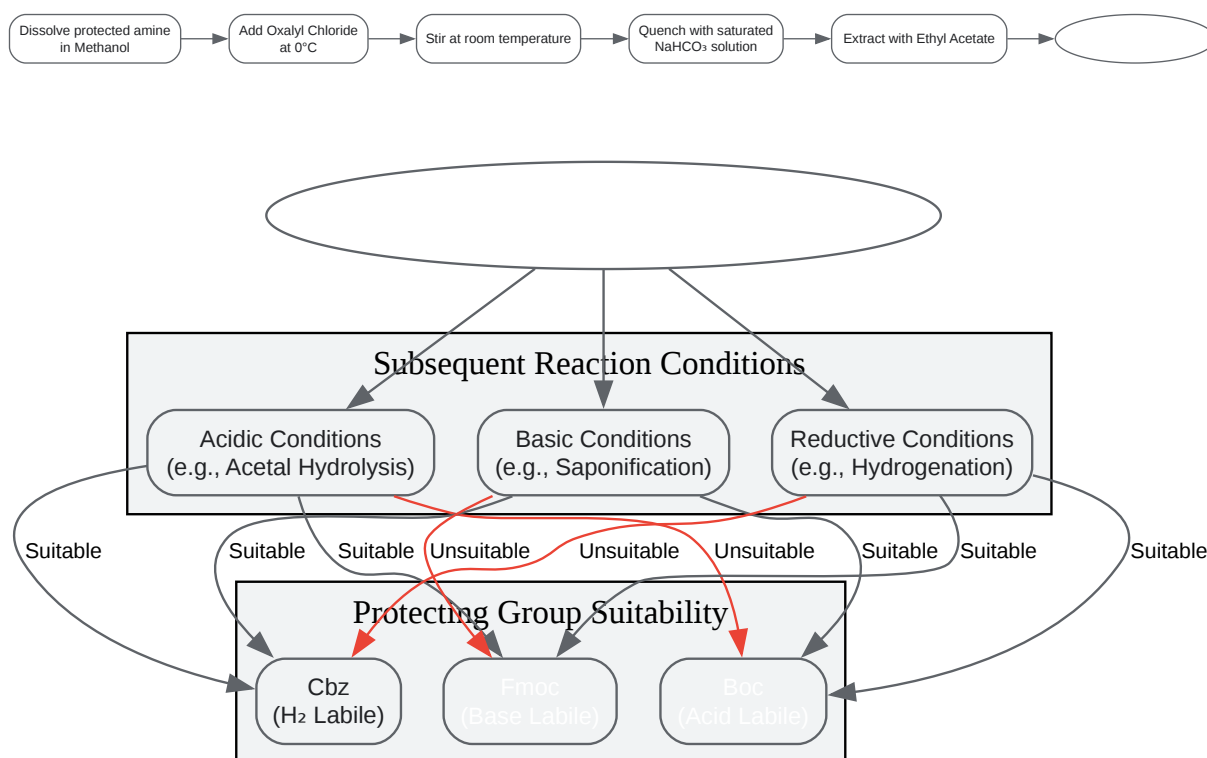 Dissolve protected amine
in Methanol
Add Oxalyl Chloride
at 0°C
Stir at room temperature
Quench with saturated
NaHCO₃ solution
Extract with Ethyl Acetate
Subsequent Reaction Conditions
Acidic Conditions
(e.g., Acetal Hydrolysis)
Basic Conditions
(e.g., Saponification)
Reductive Conditions
(e.g., Hydrogenation)
Suitable
Suitable
Suitable
Unsuitable
Unsuitable
Unsuitable
Suitable
Suitable
Suitable
Protecting Group Suitability
Cbz
(H₂ Labile)
Fmoc
(Base Labile)
Boc
(Acid Labile)